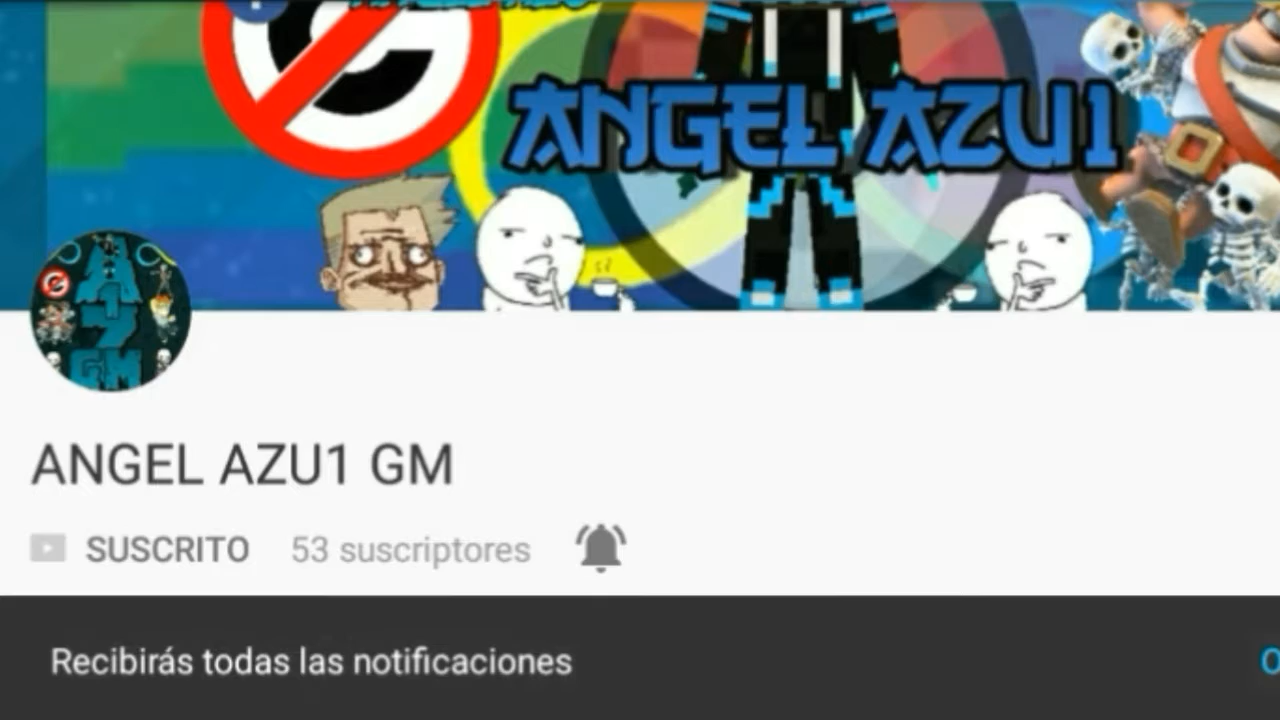 ANGEL AZU1
ANGEL AZU1 GM
SUSCRITO 53 suscriptores
Recibirás todas las notificaciones